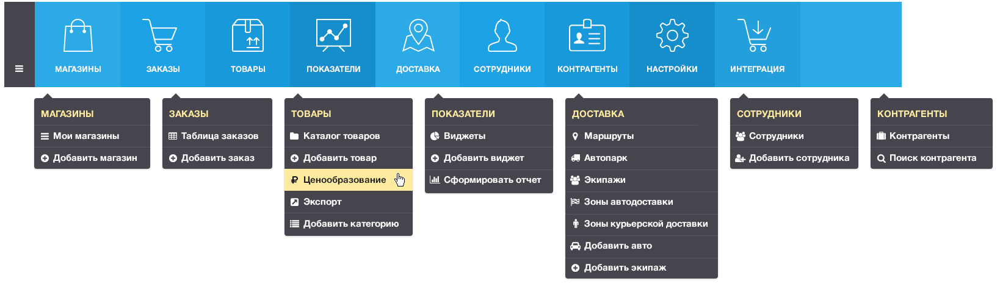 МАГАЗИНЫ
ЗАКАЗЫ
ТОВАРЫ
ПОКАЗАТЕЛИ
ДОСТАВКА
СОТРУДНИКИ
КОНТРАГЕНТЫ
НАСТРОЙКИ
ИНТЕГРАЦИЯ
МАГАЗИНЫ
Мои магазины
Добавить магазин
ЗАКАЗЫ
Таблица заказов
Добавить заказ
ТОВАРЫ
Каталог товаров
Добавить товар
Ценообразование
Экспорт
Добавить категорию
ПОКАЗАТЕЛИ
Виджеты
Добавить виджет
Сформировать отчет
ДОСТАВКА
Маршруты
Автопарк
Экипажи
Зоны автодоставки
Зоны курьерской доставки
Добавить авто
Добавить экипаж
СОТРУДНИКИ
Сотрудники
Добавить сотрудника
КОНТРАГЕНТЫ
Контрагенты
Поиск контрагента